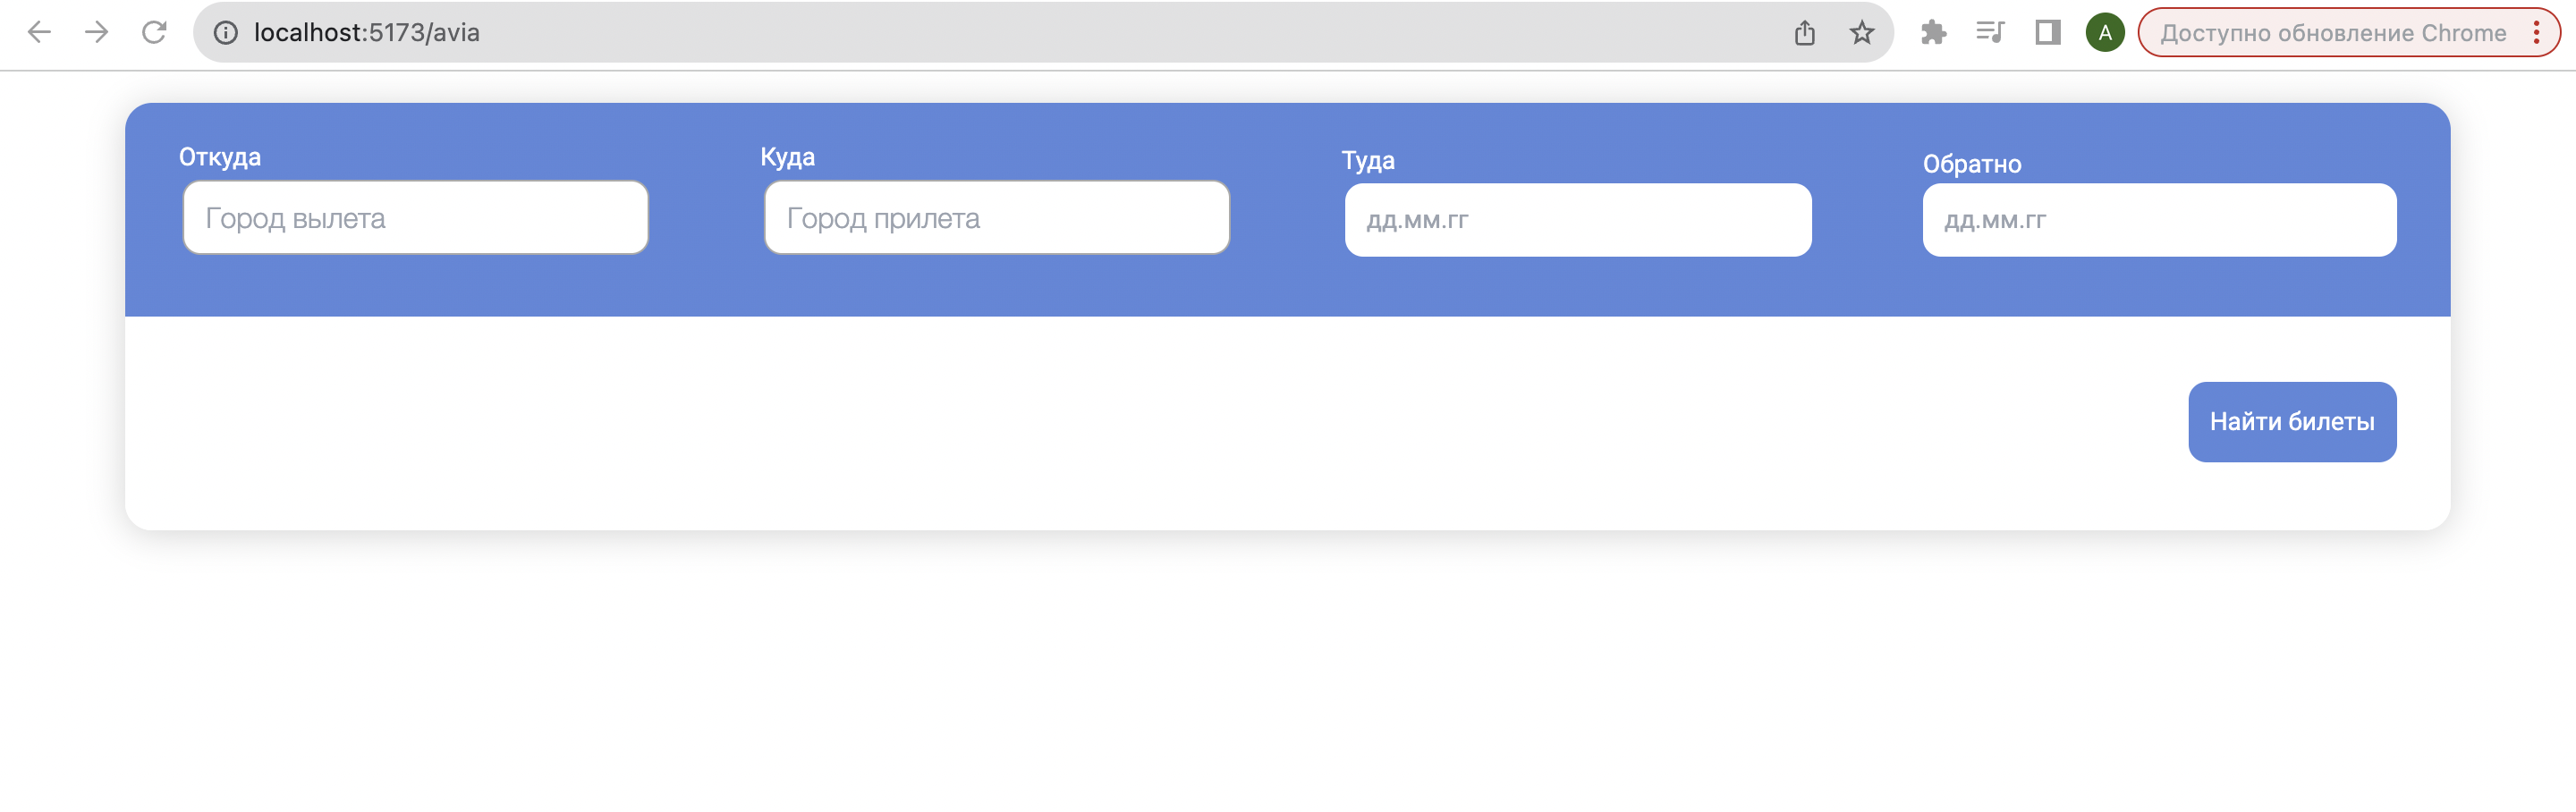 localhost:5173/avia
A
Доступно обновление Chrome
Откуда
Куда
Туда
Обратно
Город вылета
Город прилета
дд.мм.гг
дд.мм.гг
Найти билеты